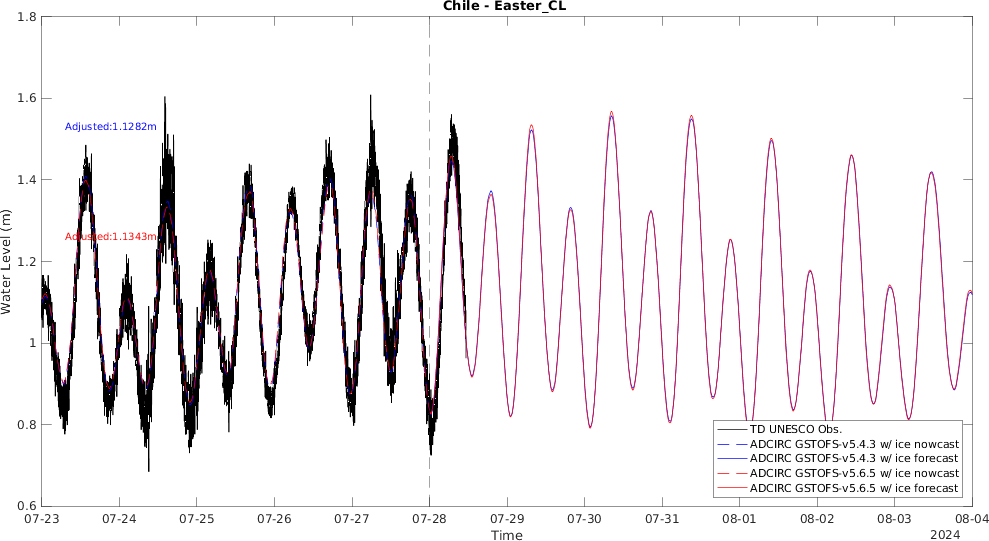 Chile - Easter_CL
1.8
1.6
1.4
1.2
1
0.8
0.6
Water Level (m)
Adjusted:1.1282m
Adjusted:1.1343m
TD UNESCO Obs.
ADCIRC GSTOFS-v5.4.3 w/ ice nowcast
ADCIRC GSTOFS-v5.4.3 w/ ice forecast
ADCIRC GSTOFS-v5.6.5 w/ ice nowcast
ADCIRC GSTOFS-v5.6.5 w/ ice forecast
07-23 07-24 07-25 07-26 07-27 07-28 07-29 07-30 07-31 08-01 08-02 08-03 08-04
Time
2024